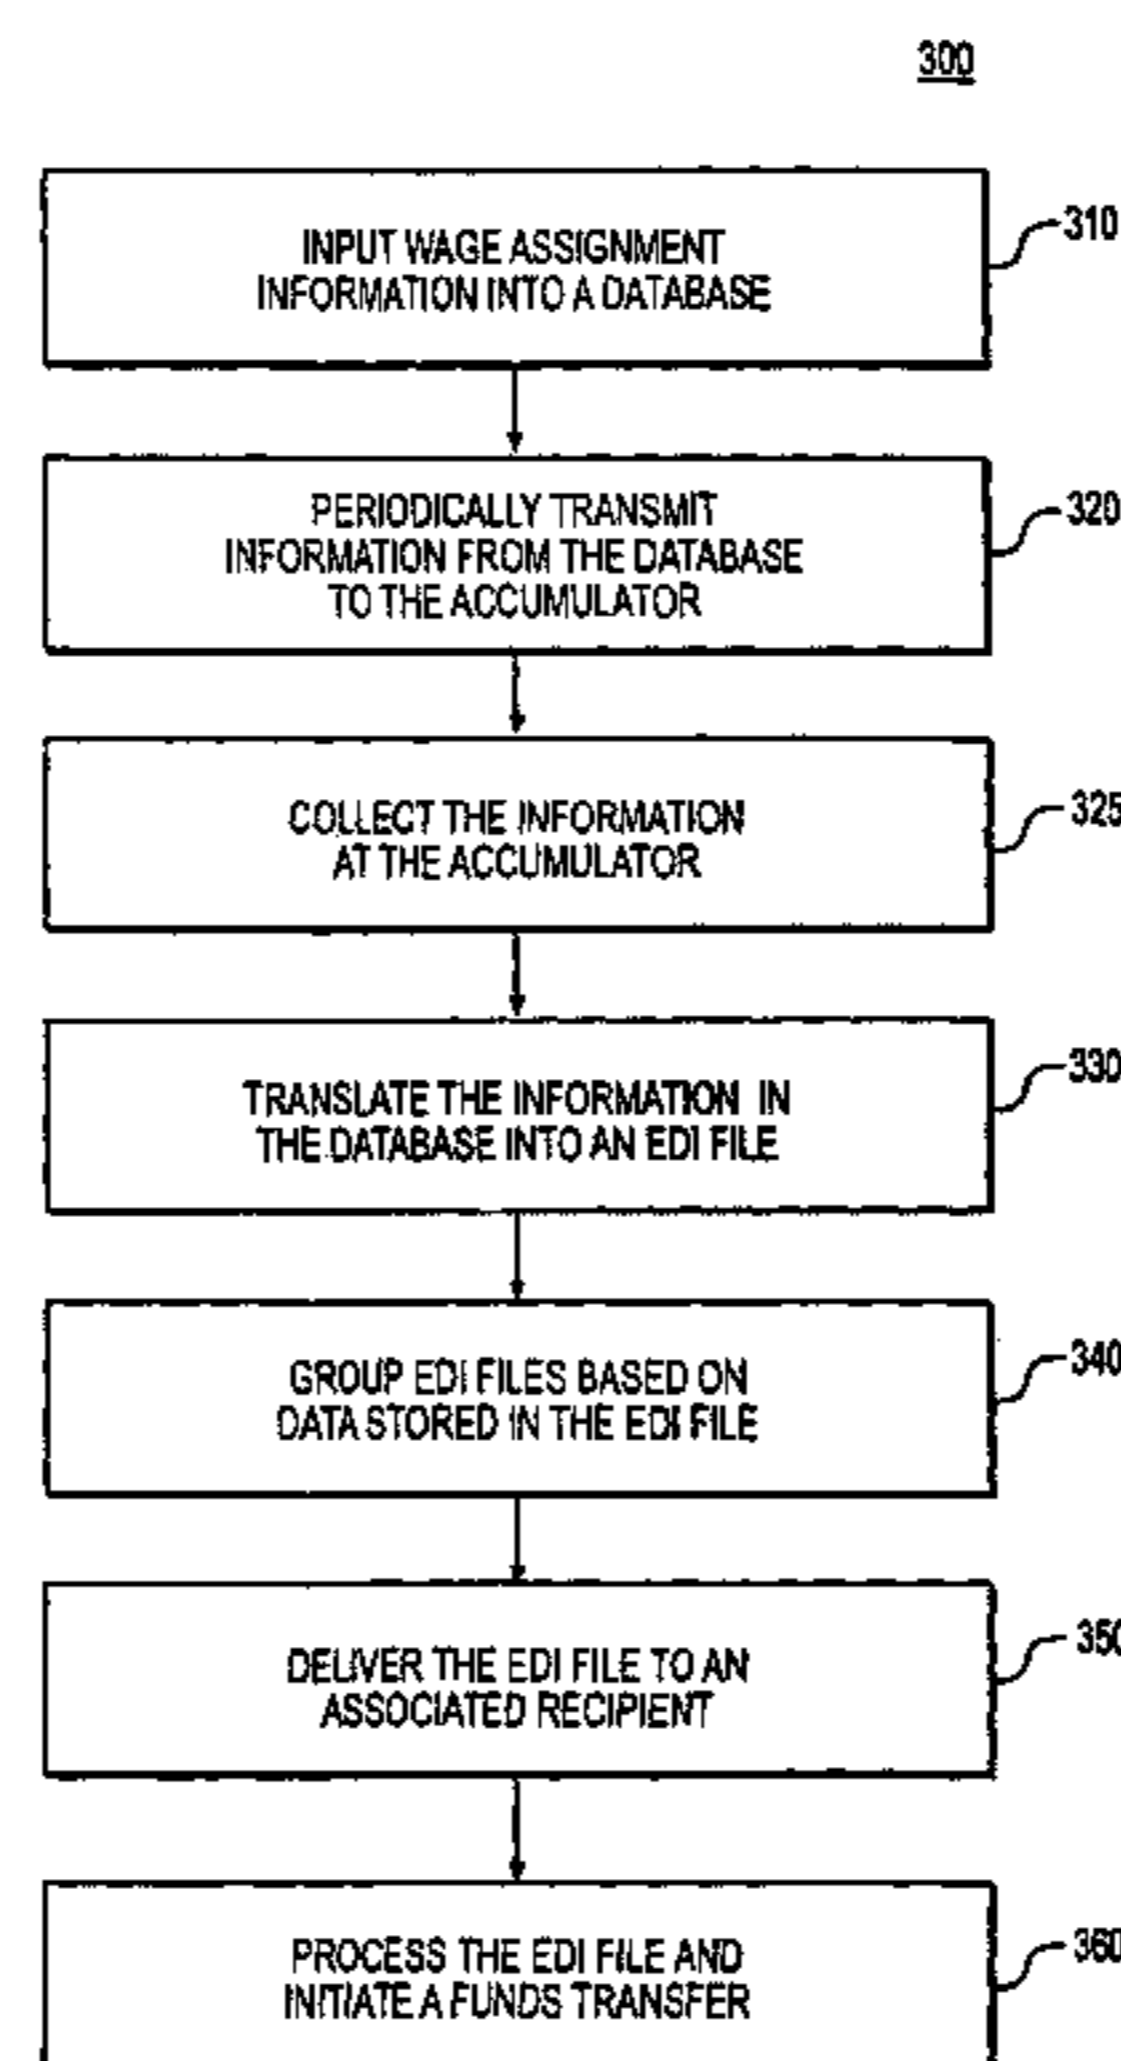 300
INPUT WAGE ASSIGNMENT
INFORMATION INTO A DATABASE
310
PERIODICALLY TRANSMIT
INFORMATION FROM THE DATABASE
TO THE ACCUMULATOR
320
COLLECT THE INFORMATION
AT THE ACCUMULATOR
325
TRANSLATE THE INFORMATION IN
THE DATABASE INTO AN EDI FILE
330
GROUP EDI FILES BASED ON
DATA STORED IN THE EDI FILE
340
DELIVER THE EDI FILE TO AN
ASSOCIATED RECIPIENT
350
PROCESS THE EDI FILE AND
INITIATE A FUNDS TRANSFER
360